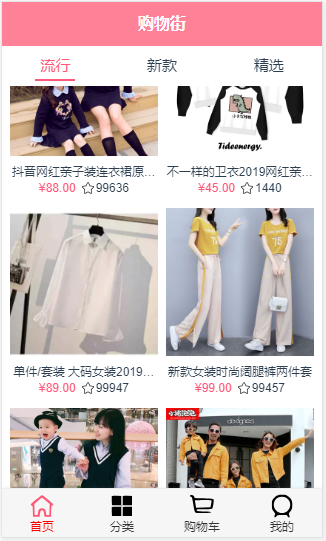 购物街
流行 新款 精选
Tideenergy.
抖音网红亲子装连衣裙原... 不一样的卫衣2019网红亲...
¥88.00 ☆99636 ¥45.00 ☆1440
75 75
单件/套装 大码女装2019... 新款女装时尚阔腿裤两件套
¥89.00 ☆99947 ¥99.00 ☆99457
designes
首页 分类 购物车 我的